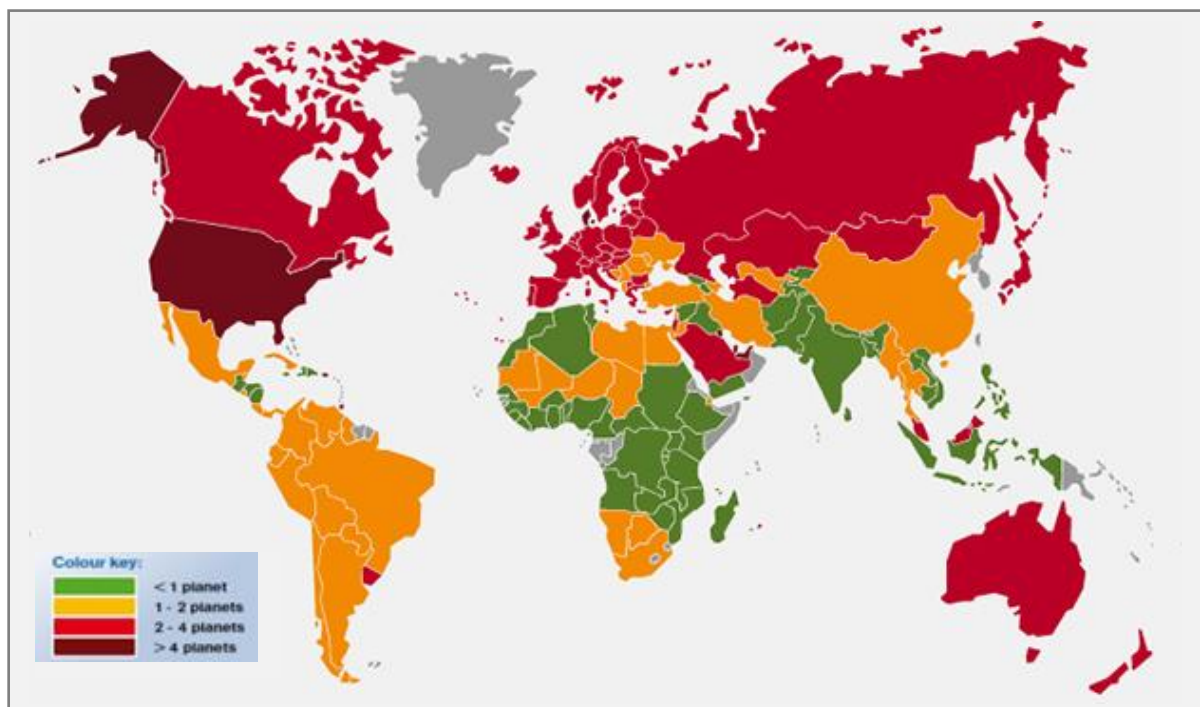 Colour key:
< 1 planet
1 - 2 planets
2 - 4 planets
> 4 planets